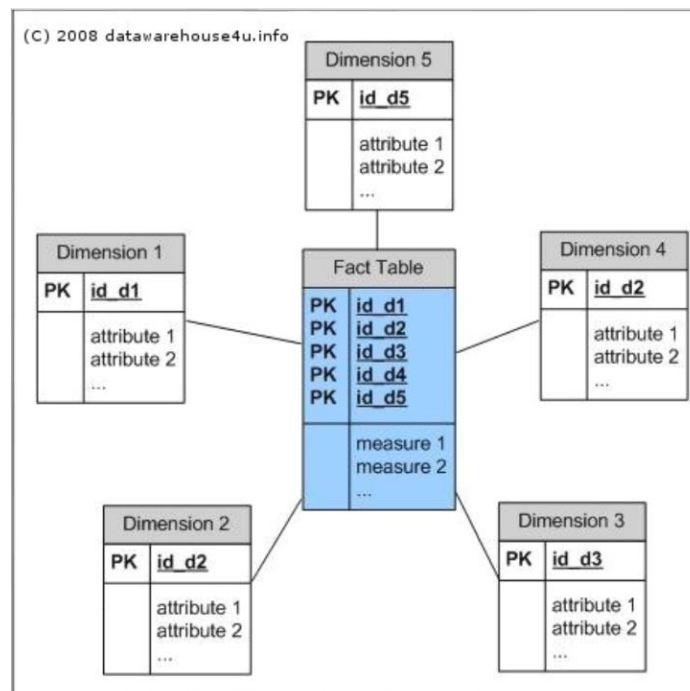 (C) 2008 datawarehouse4u.info
Dimension 5
PK id_d5
attribute 1
attribute 2
...
Dimension 1
PK id_d1
attribute 1
attribute 2
...
Fact Table
PK id_d1
PK id_d2
PK id_d3
PK id_d4
PK id_d5
measure 1
measure 2
...
Dimension 4
PK id_d2
attribute 1
attribute 2
...
Dimension 2
PK id_d2
attribute 1
attribute 2
...
Dimension 3
PK id_d3
attribute 1
attribute 2
...